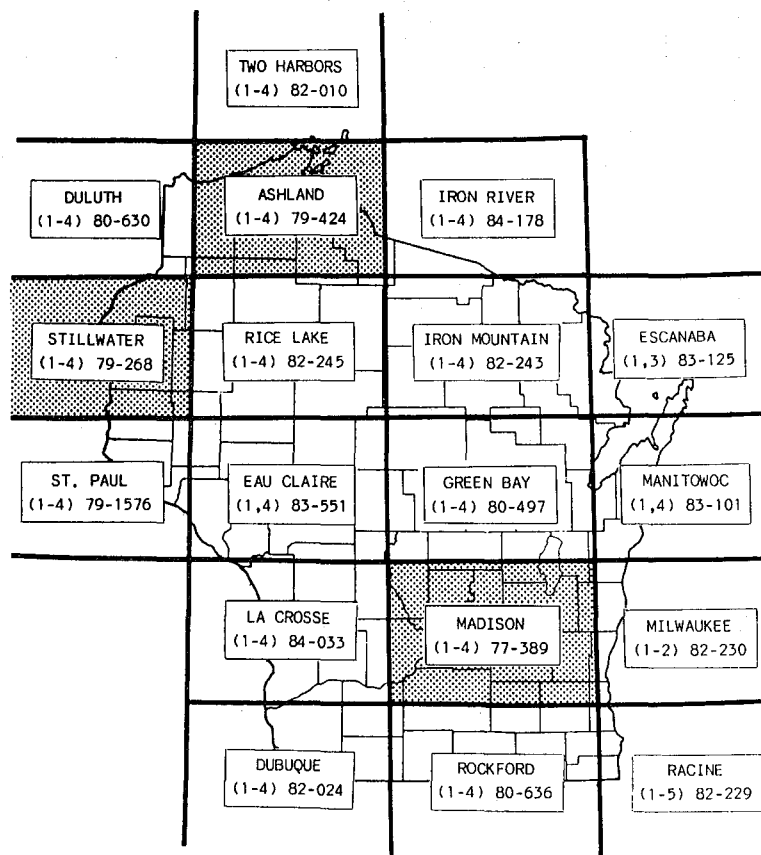 TWO HARBORS
(1-4) 82-010
DULUTH
(1-4) 80-630
ASHLAND
(1-4) 79-424
IRON RIVER
(1-4) 84-178
STILLWATER
(1-4) 79-268
RICE LAKE
(1-4) 82-245
IRON MOUNTAIN
(1-4) 82-243
ESCANABA
(1,3) 83-125
ST. PAUL
(1-4) 79-1576
EAU CLAIRE
(1,4) 83-551
GREEN BAY
(1-4) 80-497
MANITOWOC
(1,4) 83-101
LA CROSSE
(1-4) 84-033
MADISON
(1-4) 77-389
MILWAUKEE
(1-2) 82-230
DUBUQUE
(1-4) 82-024
ROCKFORD
(1-4) 80-636
RACINE
(1-5) 82-229